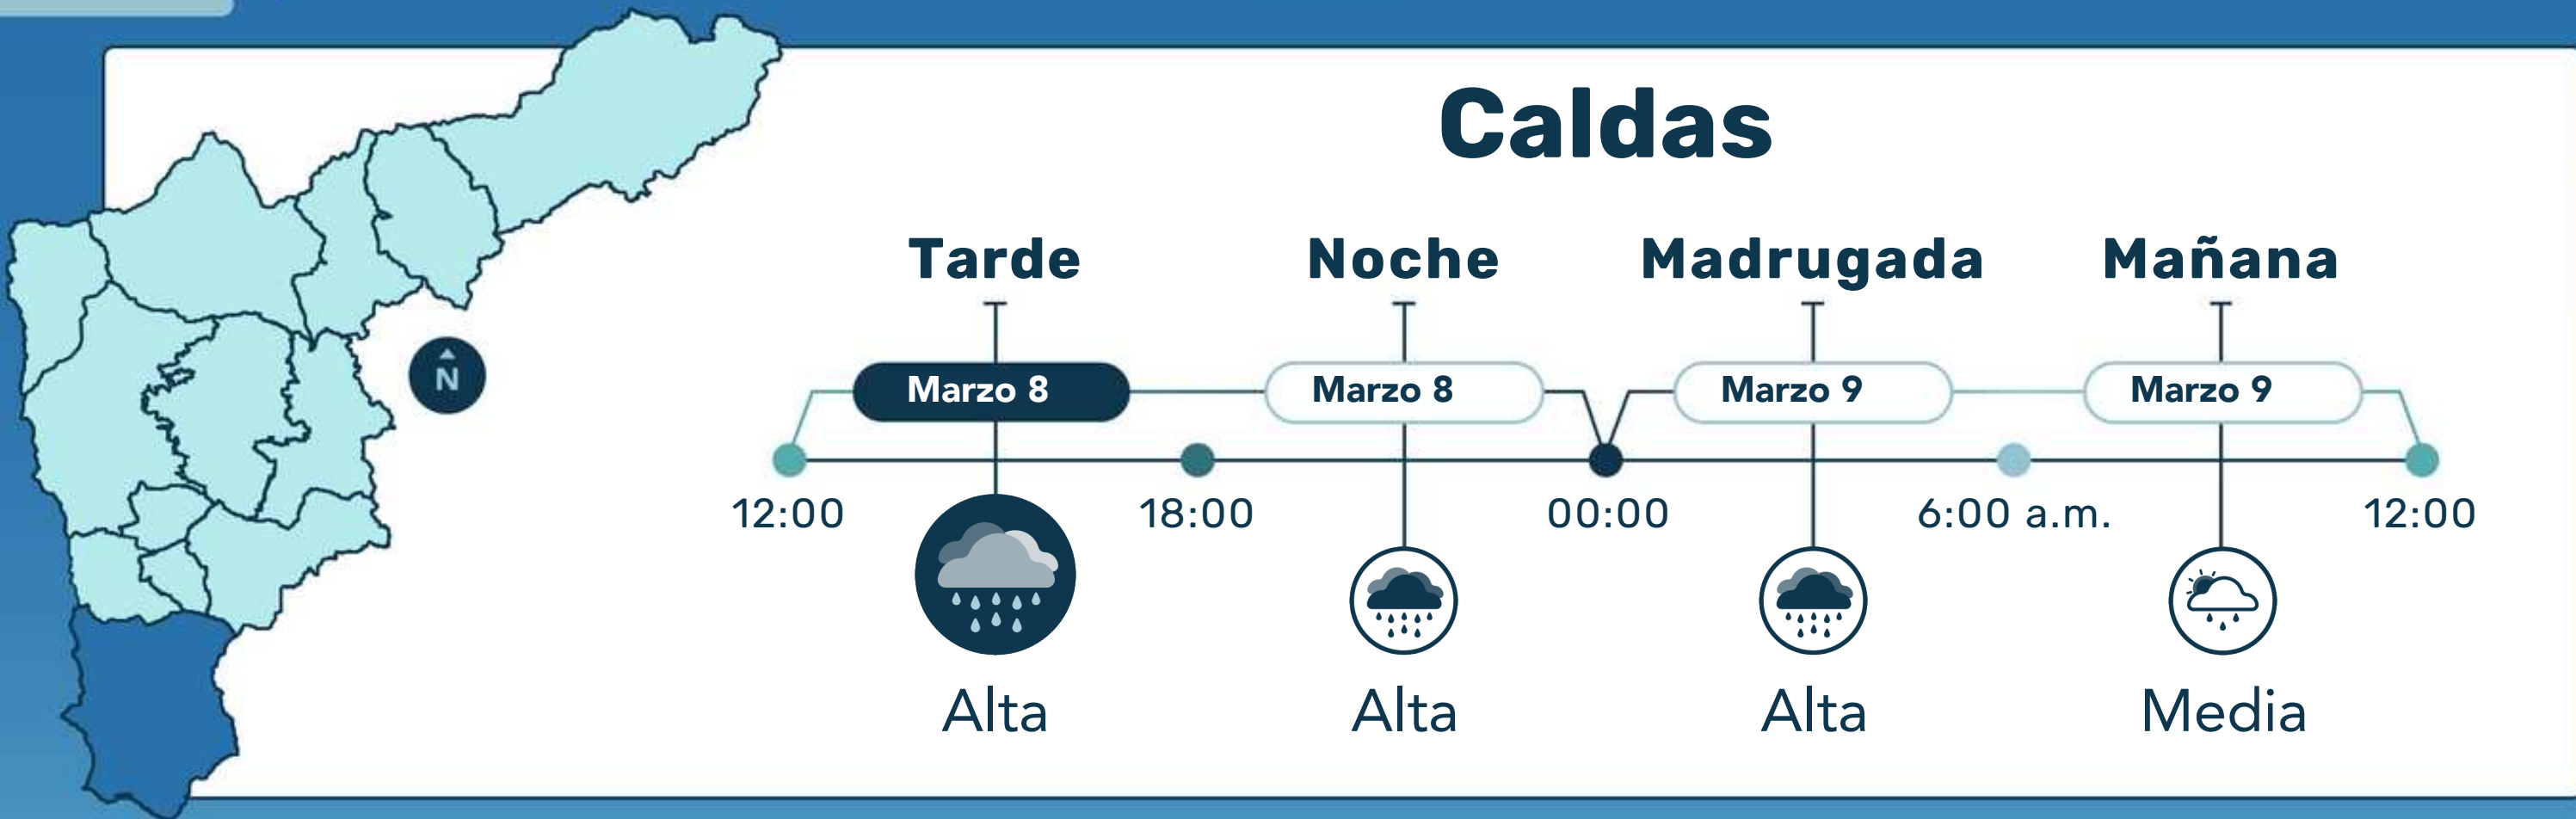 Caldas
Tarde
Noche
Madrugada
Mañana
Marzo 8
Marzo 8
Marzo 9
Marzo 9
N
12:00
18:00
00:00
6:00 a.m.
12:00
Alta
Alta
Alta
Media